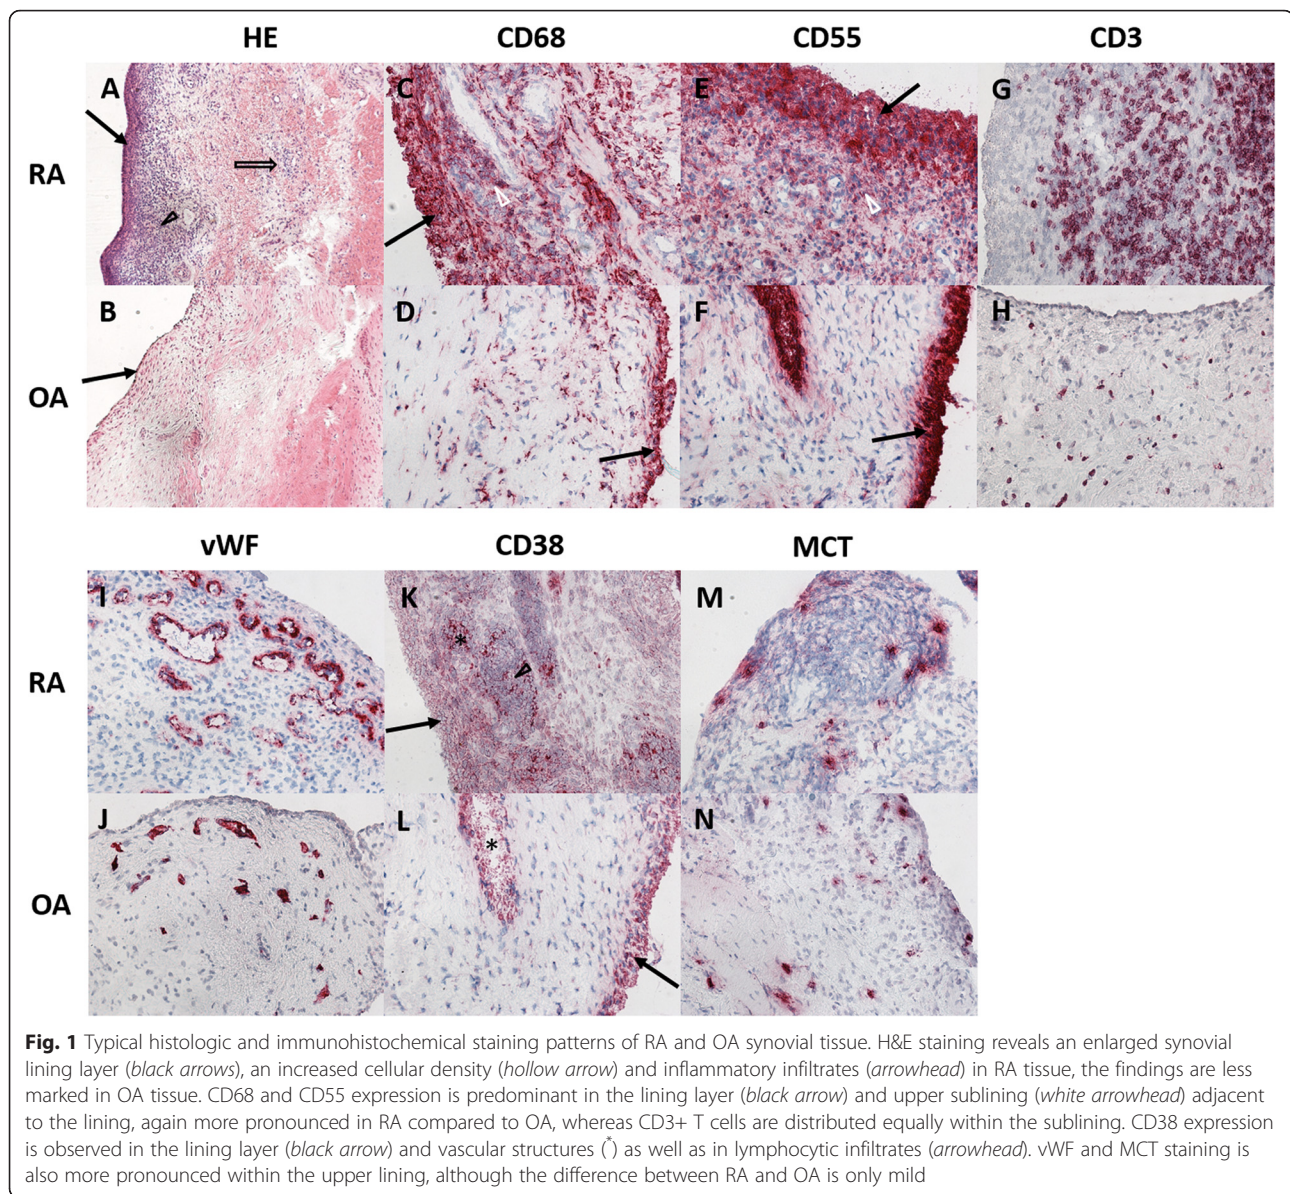 HE CD68 CD55 CD3
RA A C E G
OA B D F H
vWF CD38 MCT
RA I K * M
OA J L * N
Fig. 1 Typical histologic and immunohistochemical staining patterns of RA and OA synovial tissue. H&E staining reveals an enlarged synovial
lining layer (black arrows), an increased cellular density (hollow arrow) and inflammatory infiltrates (arrowhead) in RA tissue, the findings are less
marked in OA tissue. CD68 and CD55 expression is predominant in the lining layer (black arrow) and upper sublining (white arrowhead) adjacent
to the lining, again more pronounced in RA compared to OA, whereas CD3+ T cells are distributed equally within the sublining. CD38 expression
is observed in the lining layer (black arrow) and vascular structures (*) as well as in lymphocytic infiltrates (arrowhead). vWF and MCT staining is
also more pronounced within the upper lining, although the difference between RA and OA is only mild